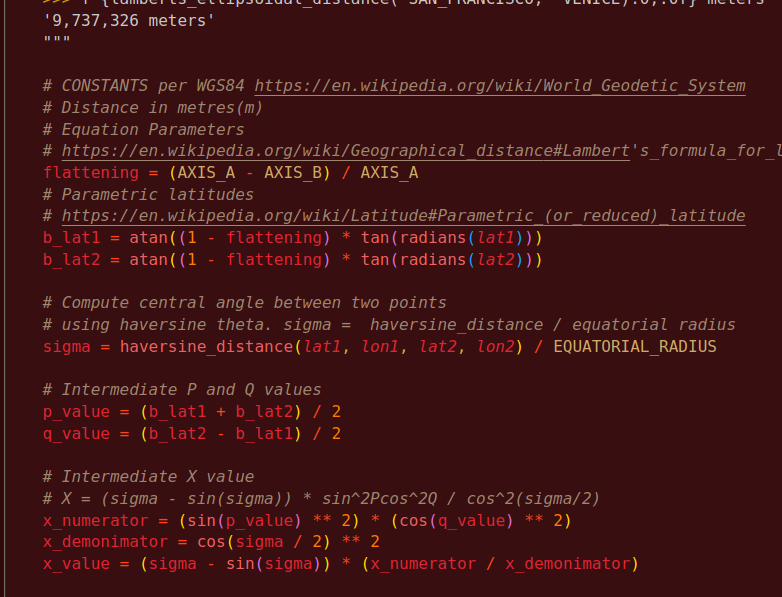 '9,737,326 meters'
"""
# CONSTANTS per WGS84 https://en.wikipedia.org/wiki/World_Geodetic_System
# Distance in metres(m)
# Equation Parameters
# https://en.wikipedia.org/wiki/Geographical_distance#Lambert's_formula_for_l
flattening = (AXIS_A - AXIS_B) / AXIS_A
# Parametric latitudes
# https://en.wikipedia.org/wiki/Latitude#Parametric_(or_reduced)_latitude
b_lat1 = atan((1 - flattening) * tan(radians(lat1)))
b_lat2 = atan((1 - flattening) * tan(radians(lat2)))
# Compute central angle between two points
# using haversine theta. sigma =  haversine_distance / equatorial radius
sigma = haversine_distance(lat1, lon1, lat2, lon2) / EQUATORIAL_RADIUS
# Intermediate P and Q values
p_value = (b_lat1 + b_lat2) / 2
q_value = (b_lat2 - b_lat1) / 2
# Intermediate X value
# X = (sigma - sin(sigma)) * sin^2Pcos^2Q / cos^2(sigma/2)
x_numerator = (sin(p_value) ** 2) * (cos(q_value) ** 2)
x_demonimator = cos(sigma / 2) ** 2
x_value = (sigma - sin(sigma)) * (x_numerator / x_demonimator)